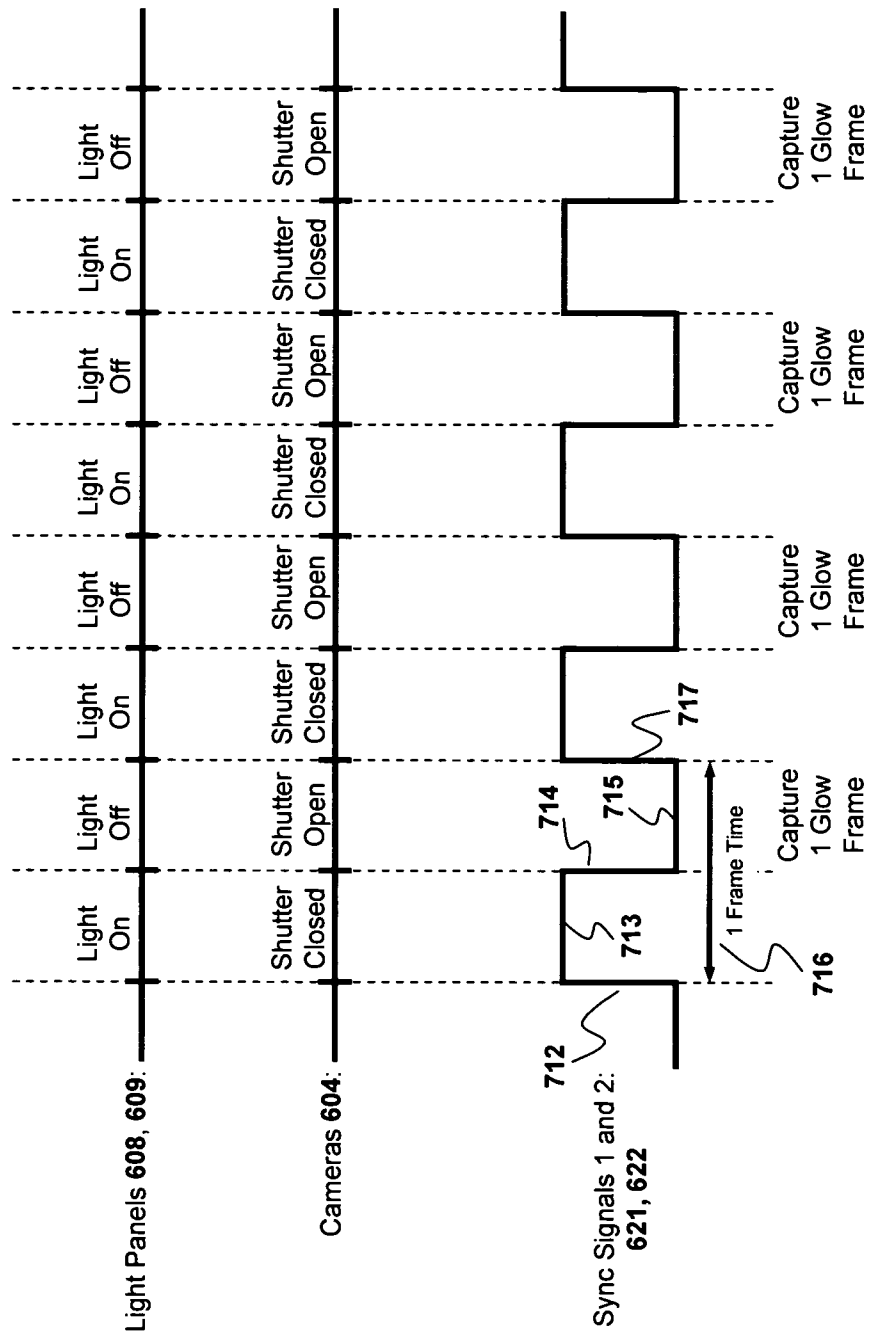 Light Panels 608, 609:
Light
On
Light
Off
Light
On
Light
Off
Light
On
Light
Off
Light
On
Light
Off
Cameras 604:
Shutter
Closed
Shutter
Open
Shutter
Closed
Shutter
Open
Shutter
Closed
Shutter
Open
Shutter
Closed
Shutter
Open
Sync Signals 1 and 2:
621, 622
712
713
714
715
717
1 Frame Time
716
Capture
1 Glow
Frame
Capture
1 Glow
Frame
Capture
1 Glow
Frame
Capture
1 Glow
Frame